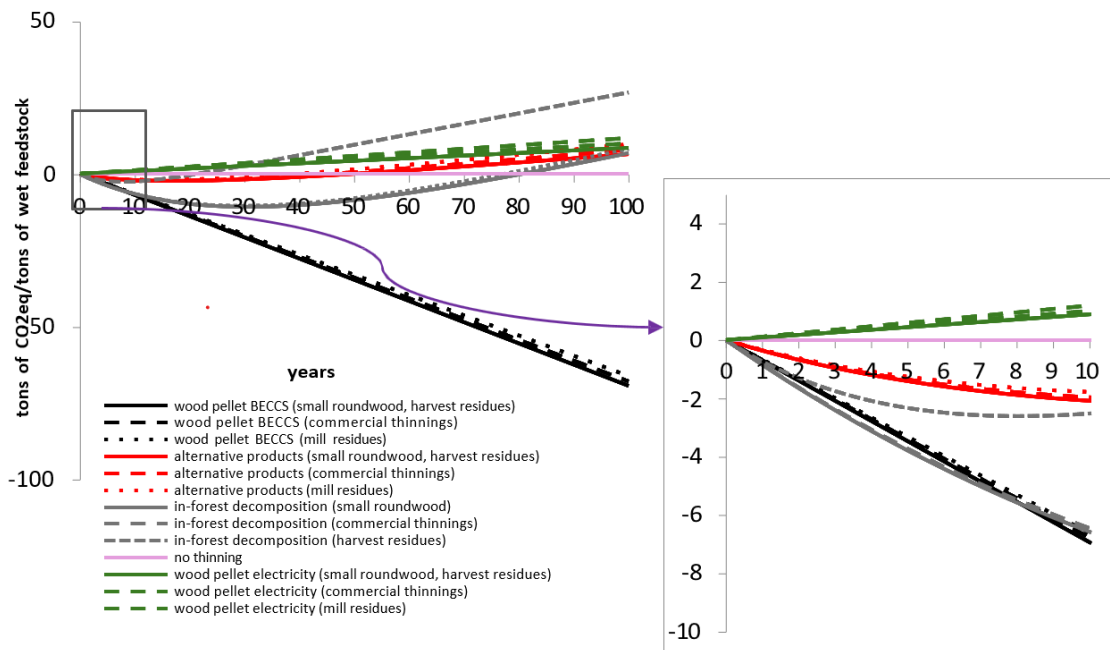 50
0
-50
-100
tons of CO2eq/tons of wet feedstock
0 10 20 30 40 50 60 70 80 90 100
years
wood pellet BECCS (small roundwood, harvest residues)
wood pellet BECCS (commercial thinnings)
wood pellet BECCS (mill residues)
alternative products (small roundwood, harvest residues)
alternative products (commercial thinnings)
alternative products (mill residues)
in-forest decomposition (small roundwood)
in-forest decomposition (commercial thinnings)
in-forest decomposition (harvest residues)
no thinning
wood pellet electricity (small roundwood, harvest residues)
wood pellet electricity (commercial thinnings)
wood pellet electricity (mill residues)
4
2
0
-2
-4
-6
-8
-10
0 1 2 3 4 5 6 7 8 9 10